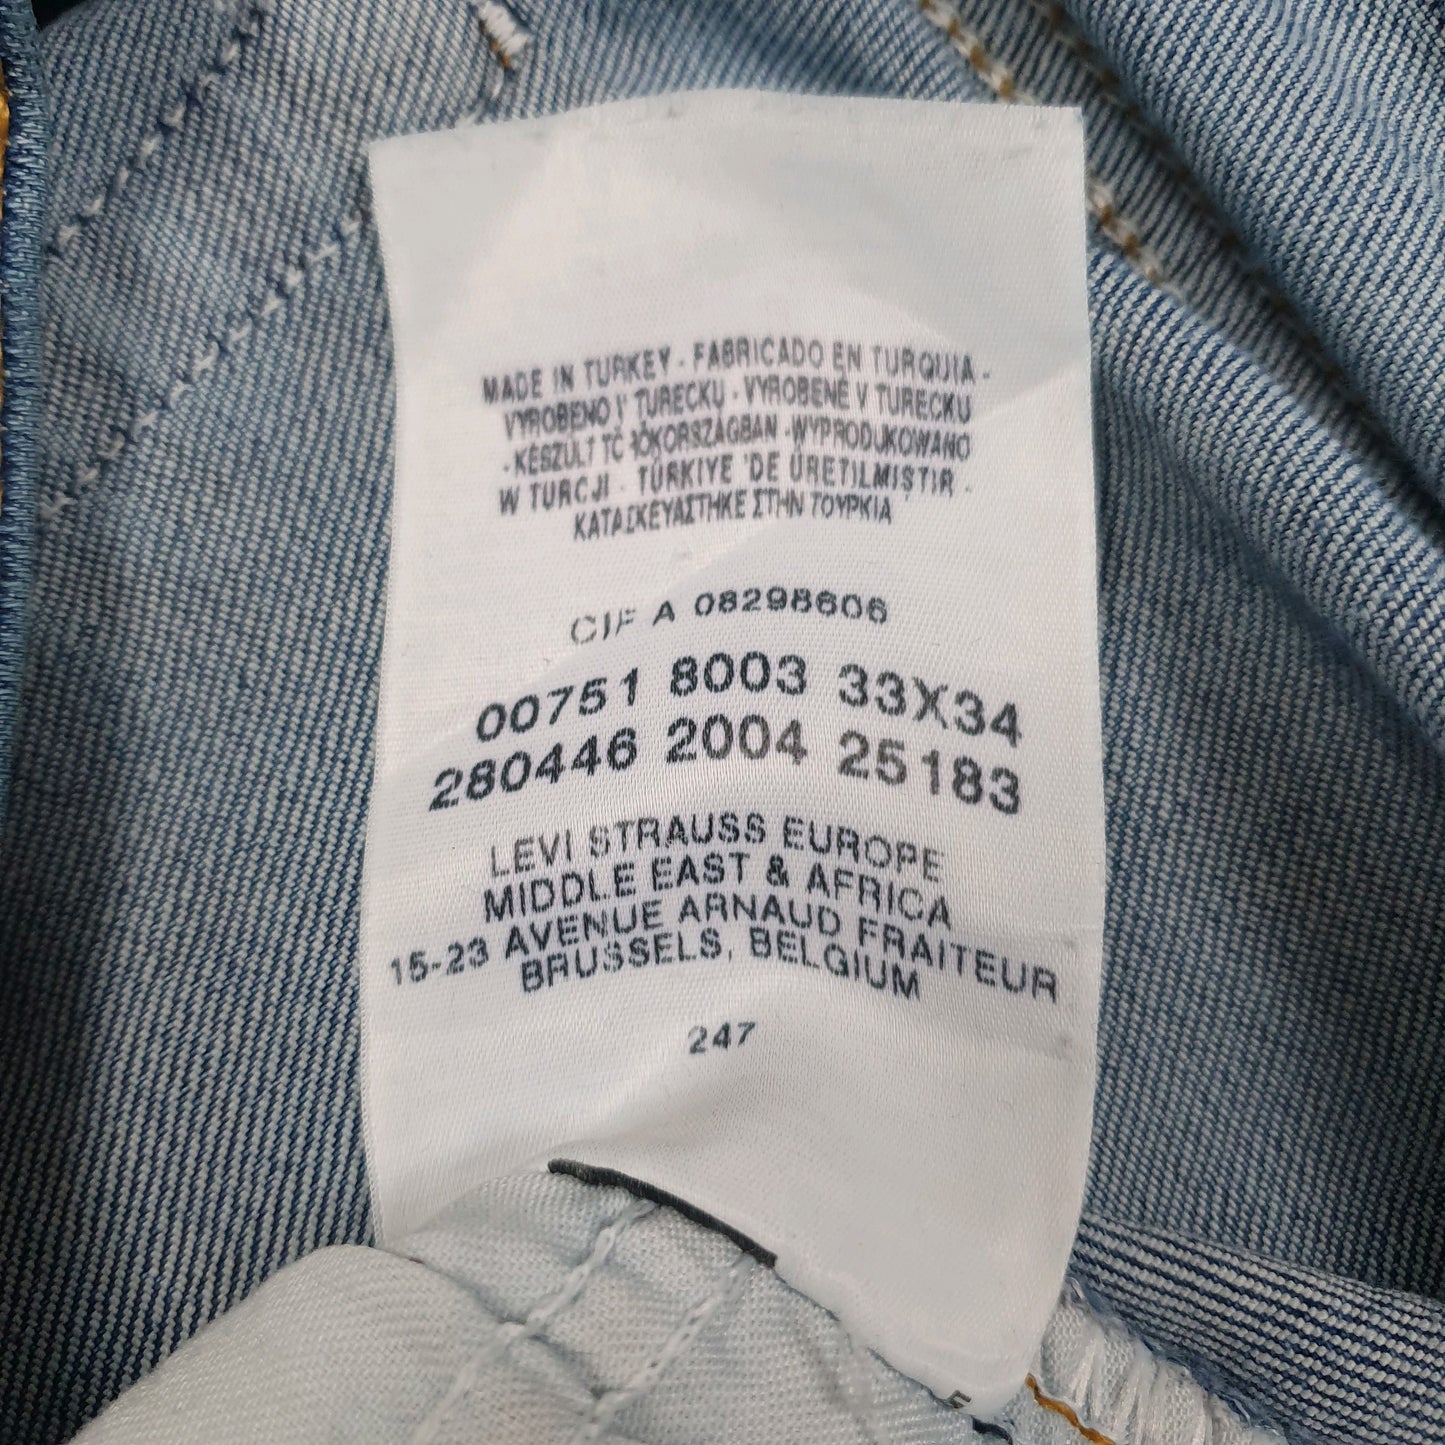 MADE IN TURKEY - FABRICADO EN TURQUIA -
VYROBENO V TURECKU - VYROBENÉ V TURECKU
- KÉSZÜLT TÖRÖKORSZÁGBAN - WYPRODUKOWANO
W TURCJI - TÜRKIYE 'DE ÜRETILMIŞTIR -
ΚΑΤΑΣΚΕΥΑΣΤΗΚΕ ΣΤΗΝ ΤΟΥΡΚΙΑ
CIF A 08298606
00751 8003 33X34
280446 2004 25183
LEVI STRAUSS EUROPE
MIDDLE EAST & AFRICA
15-23 AVENUE ARNAUD FRAITEUR
BRUSSELS, BELGIUM
247